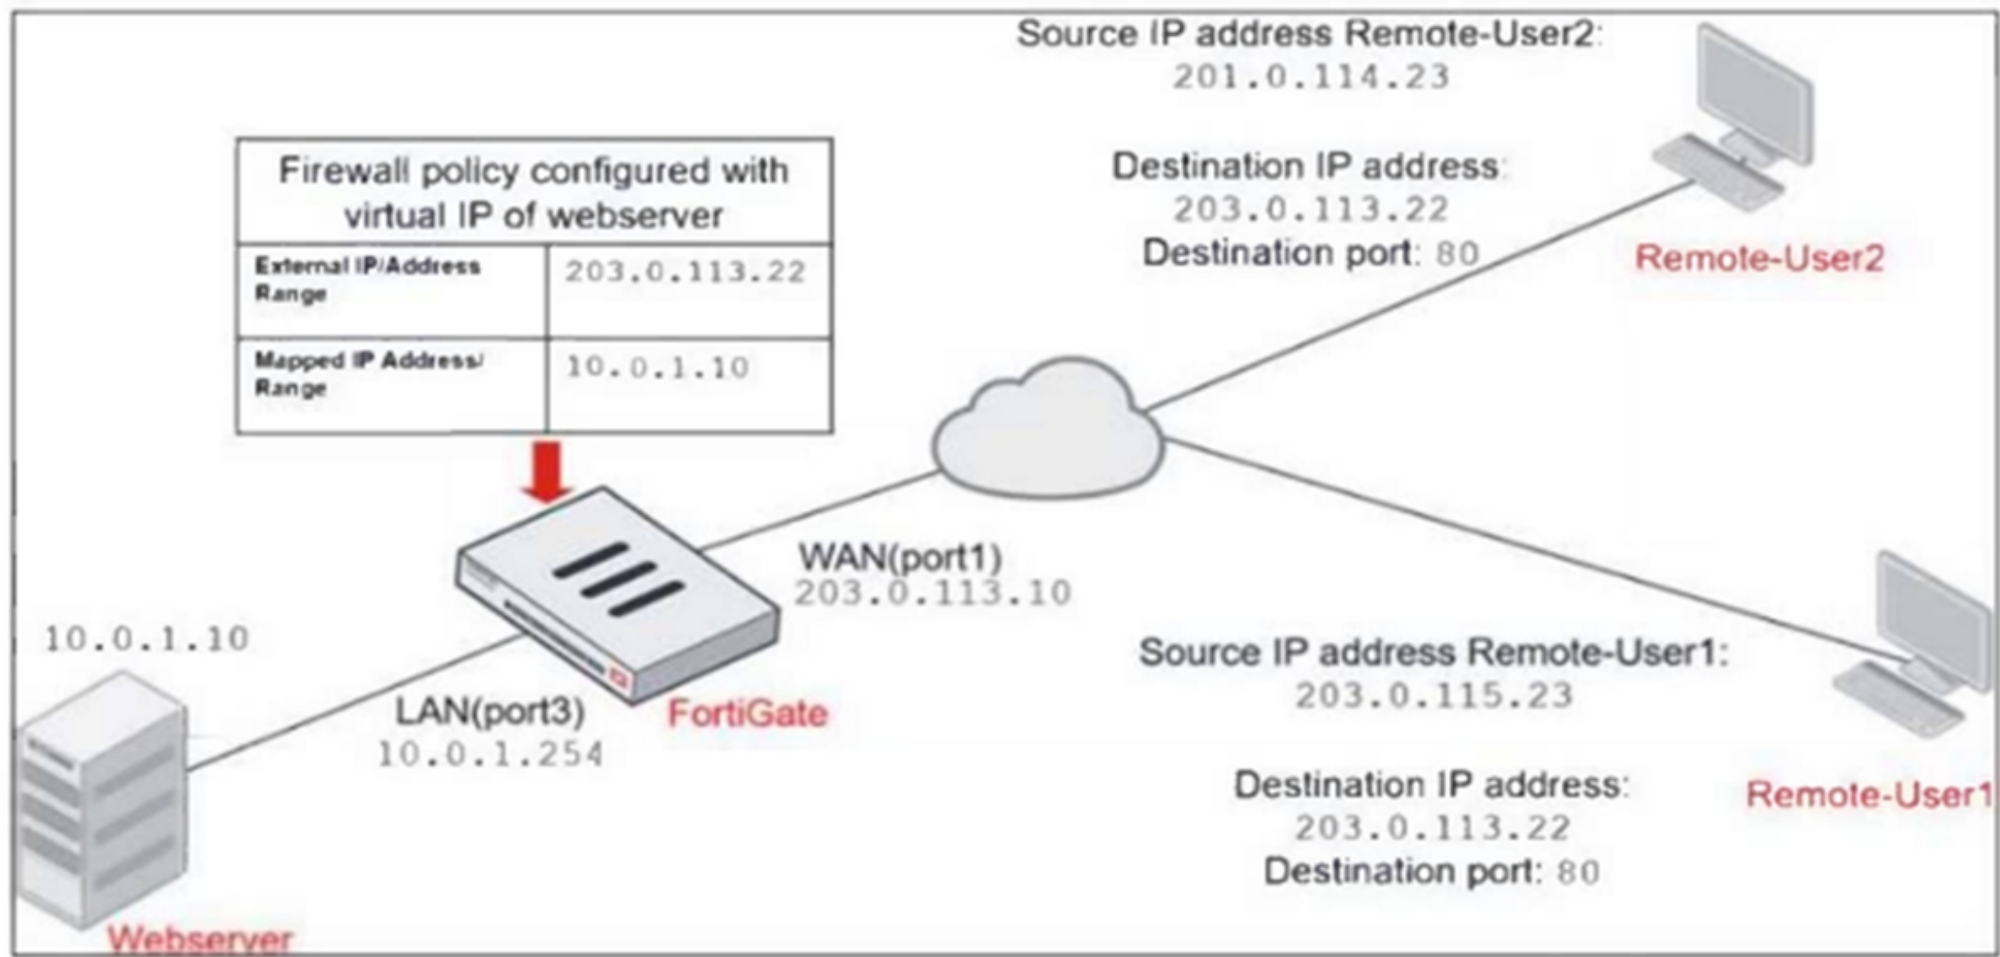 Source IP address Remote-User2:
201.0.114.23
Destination IP address:
203.0.113.22
Destination port: 80
Remote-User2
Firewall policy configured with
virtual IP of webserver
External IP/Address
Range
203.0.113.22
Mapped IP Address/
Range
10.0.1.10
WAN(port1)
203.0.113.10
10.0.1.10
LAN(port3)
10.0.1.254
FortiGate
Webserver
Source IP address Remote-User1:
203.0.115.23
Destination IP address:
203.0.113.22
Destination port: 80
Remote-User1